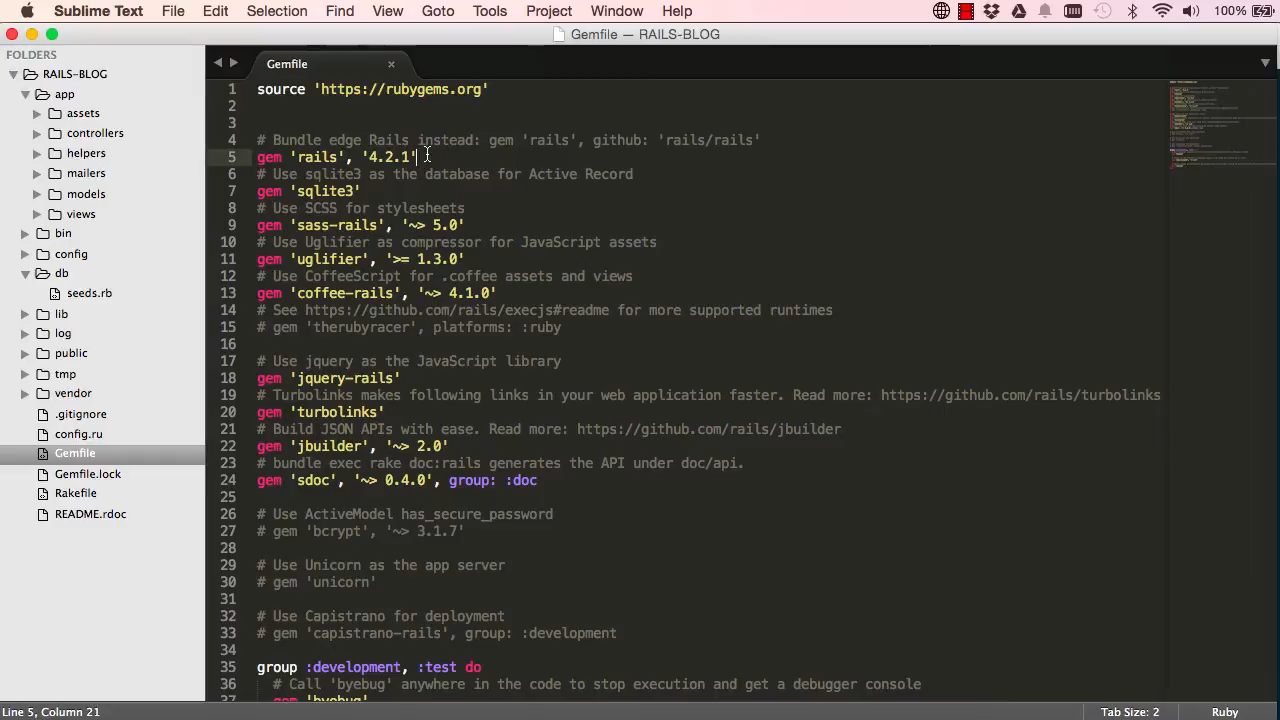 Sublime Text File Edit Selection Find View Goto Tools Project Window Help 100%
Gemfile — RAILS-BLOG
FOLDERS
RAILS-BLOG
app
assets
controllers
helpers
mailers
models
views
bin
config
db
seeds.rb
lib
log
public
tmp
vendor
.gitignore
config.ru
Gemfile
Gemfile.lock
Rakefile
README.rdoc
Gemfile
1 source 'https://rubygems.org'
2
3
4 # Bundle edge Rails instead: gem 'rails', github: 'rails/rails'
5 gem 'rails', '4.2.1'
6 # Use sqlite3 as the database for Active Record
7 gem 'sqlite3'
8 # Use SCSS for stylesheets
9 gem 'sass-rails', '~> 5.0'
10 # Use Uglifier as compressor for JavaScript assets
11 gem 'uglifier', '>= 1.3.0'
12 # Use CoffeeScript for .coffee assets and views
13 gem 'coffee-rails', '~> 4.1.0'
14 # See https://github.com/rails/execjs#readme for more supported runtimes
15 # gem 'therubyracer', platforms: :ruby
16
17 # Use jquery as the JavaScript library
18 gem 'jquery-rails'
19 # Turbolinks makes following links in your web application faster. Read more: https://github.com/rails/turbolinks
20 gem 'turbolinks'
21 # Build JSON APIs with ease. Read more: https://github.com/rails/jbuilder
22 gem 'jbuilder', '~> 2.0'
23 # bundle exec rake doc:rails generates the API under doc/api.
24 gem 'sdoc', '~> 0.4.0', group: :doc
25
26 # Use ActiveModel has_secure_password
27 # gem 'bcrypt', '~> 3.1.7'
28
29 # Use Unicorn as the app server
30 # gem 'unicorn'
31
32 # Use Capistrano for deployment
33 # gem 'capistrano-rails', group: :development
34
35 group :development, :test do
36 # Call 'byebug' anywhere in the code to stop execution and get a debugger console
37 gem 'byebug'
Line 5, Column 21 Tab Size: 2 Ruby